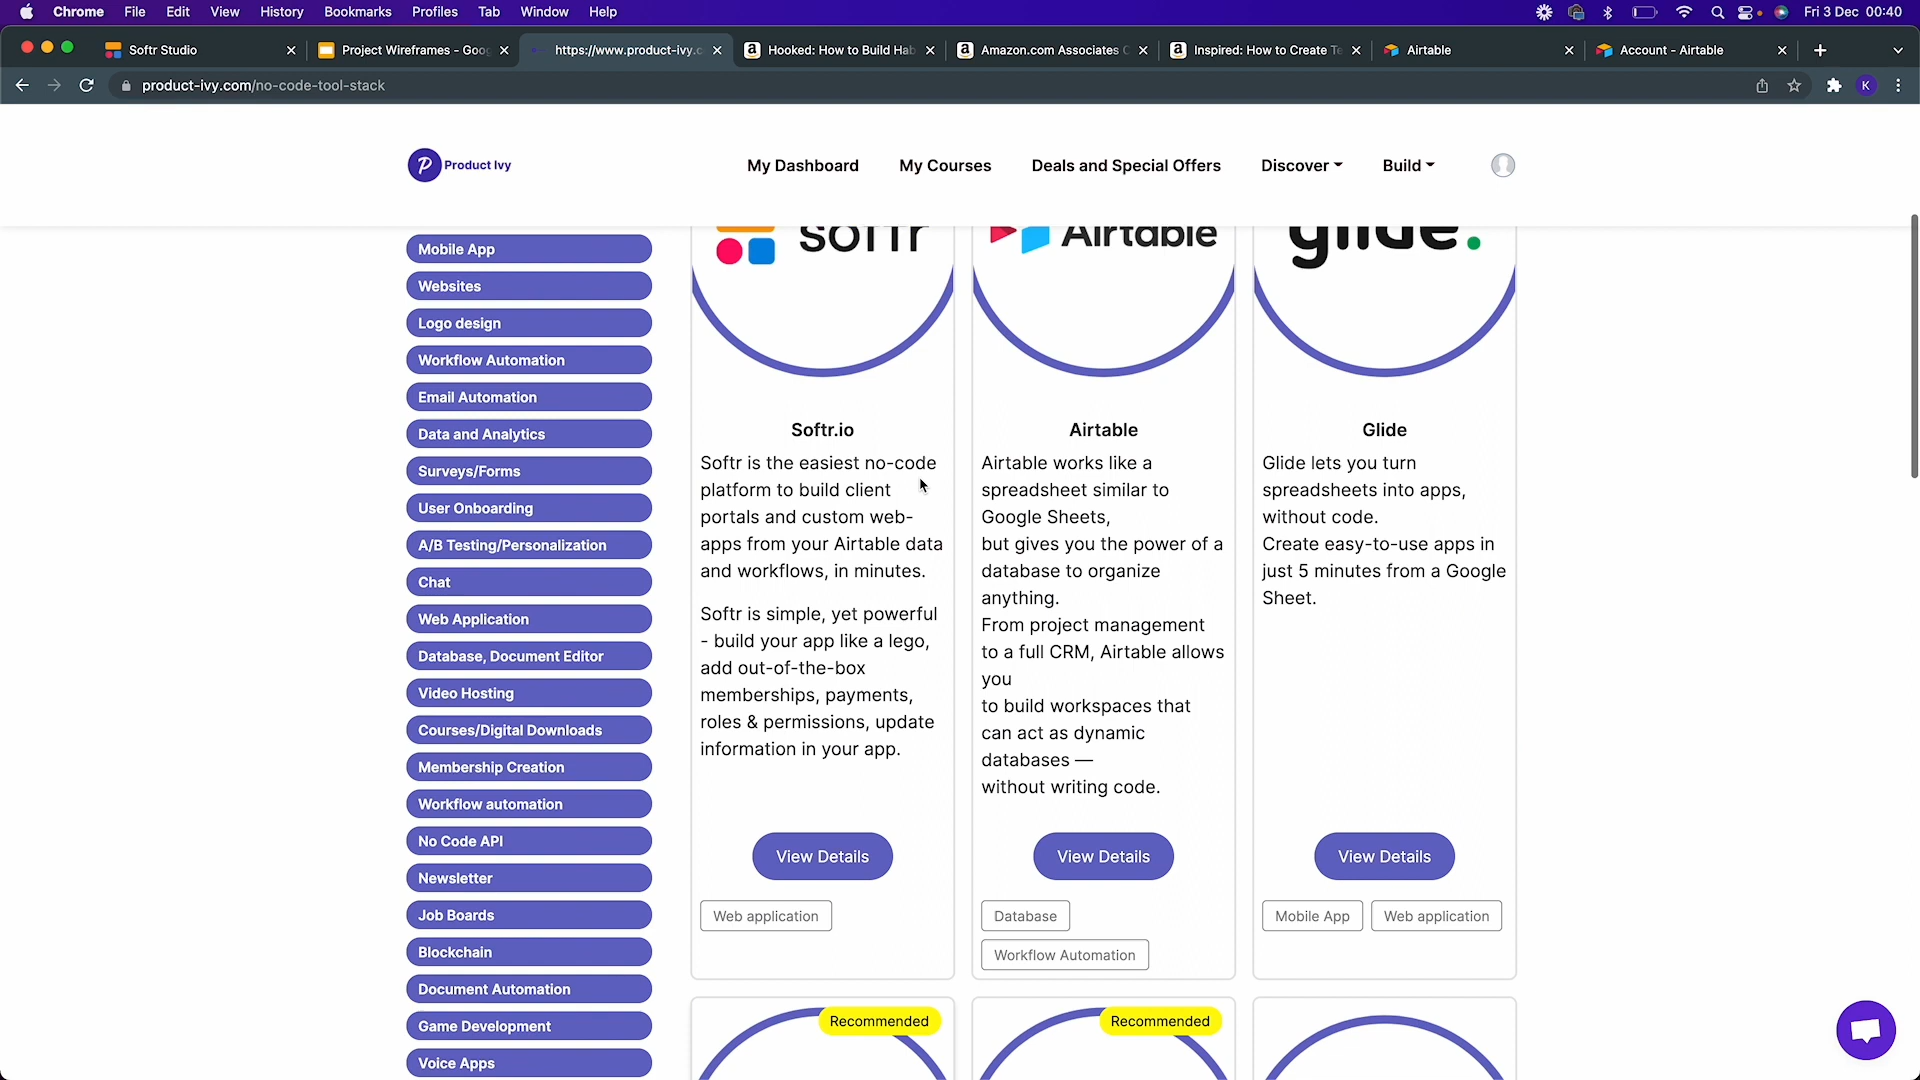 Chrome File Edit View History Bookmarks Profiles Tab Window Help Fri 3 Dec 00:40
Softr Studio Project Wireframes - Goog https://www.product-ivy.c Hooked: How to Build Hab Amazon.com Associates C Inspired: How to Create Te Airtable Account - Airtable
product-ivy.com/no-code-tool-stack K
P Product Ivy My Dashboard My Courses Deals and Special Offers Discover Build
softr Airtable glide.
Mobile App
Websites
Logo design
Workflow Automation
Email Automation
Data and Analytics
Surveys/Forms
User Onboarding
A/B Testing/Personalization
Chat
Web Application
Database, Document Editor
Video Hosting
Courses/Digital Downloads
Membership Creation
Workflow automation
No Code API
Newsletter
Job Boards
Blockchain
Document Automation
Game Development
Voice Apps
Softr.io
Softr is the easiest no-code
platform to build client
portals and custom web-
apps from your Airtable data
and workflows, in minutes.
Softr is simple, yet powerful
- build your app like a lego,
add out-of-the-box
memberships, payments,
roles & permissions, update
information in your app.
View Details
Web application
Airtable
Airtable works like a
spreadsheet similar to
Google Sheets,
but gives you the power of a
database to organize
anything.
From project management
to a full CRM, Airtable allows
you
to build workspaces that
can act as dynamic
databases —
without writing code.
View Details
Database
Workflow Automation
Glide
Glide lets you turn
spreadsheets into apps,
without code.
Create easy-to-use apps in
just 5 minutes from a Google
Sheet.
View Details
Mobile App Web application
Recommended
Recommended